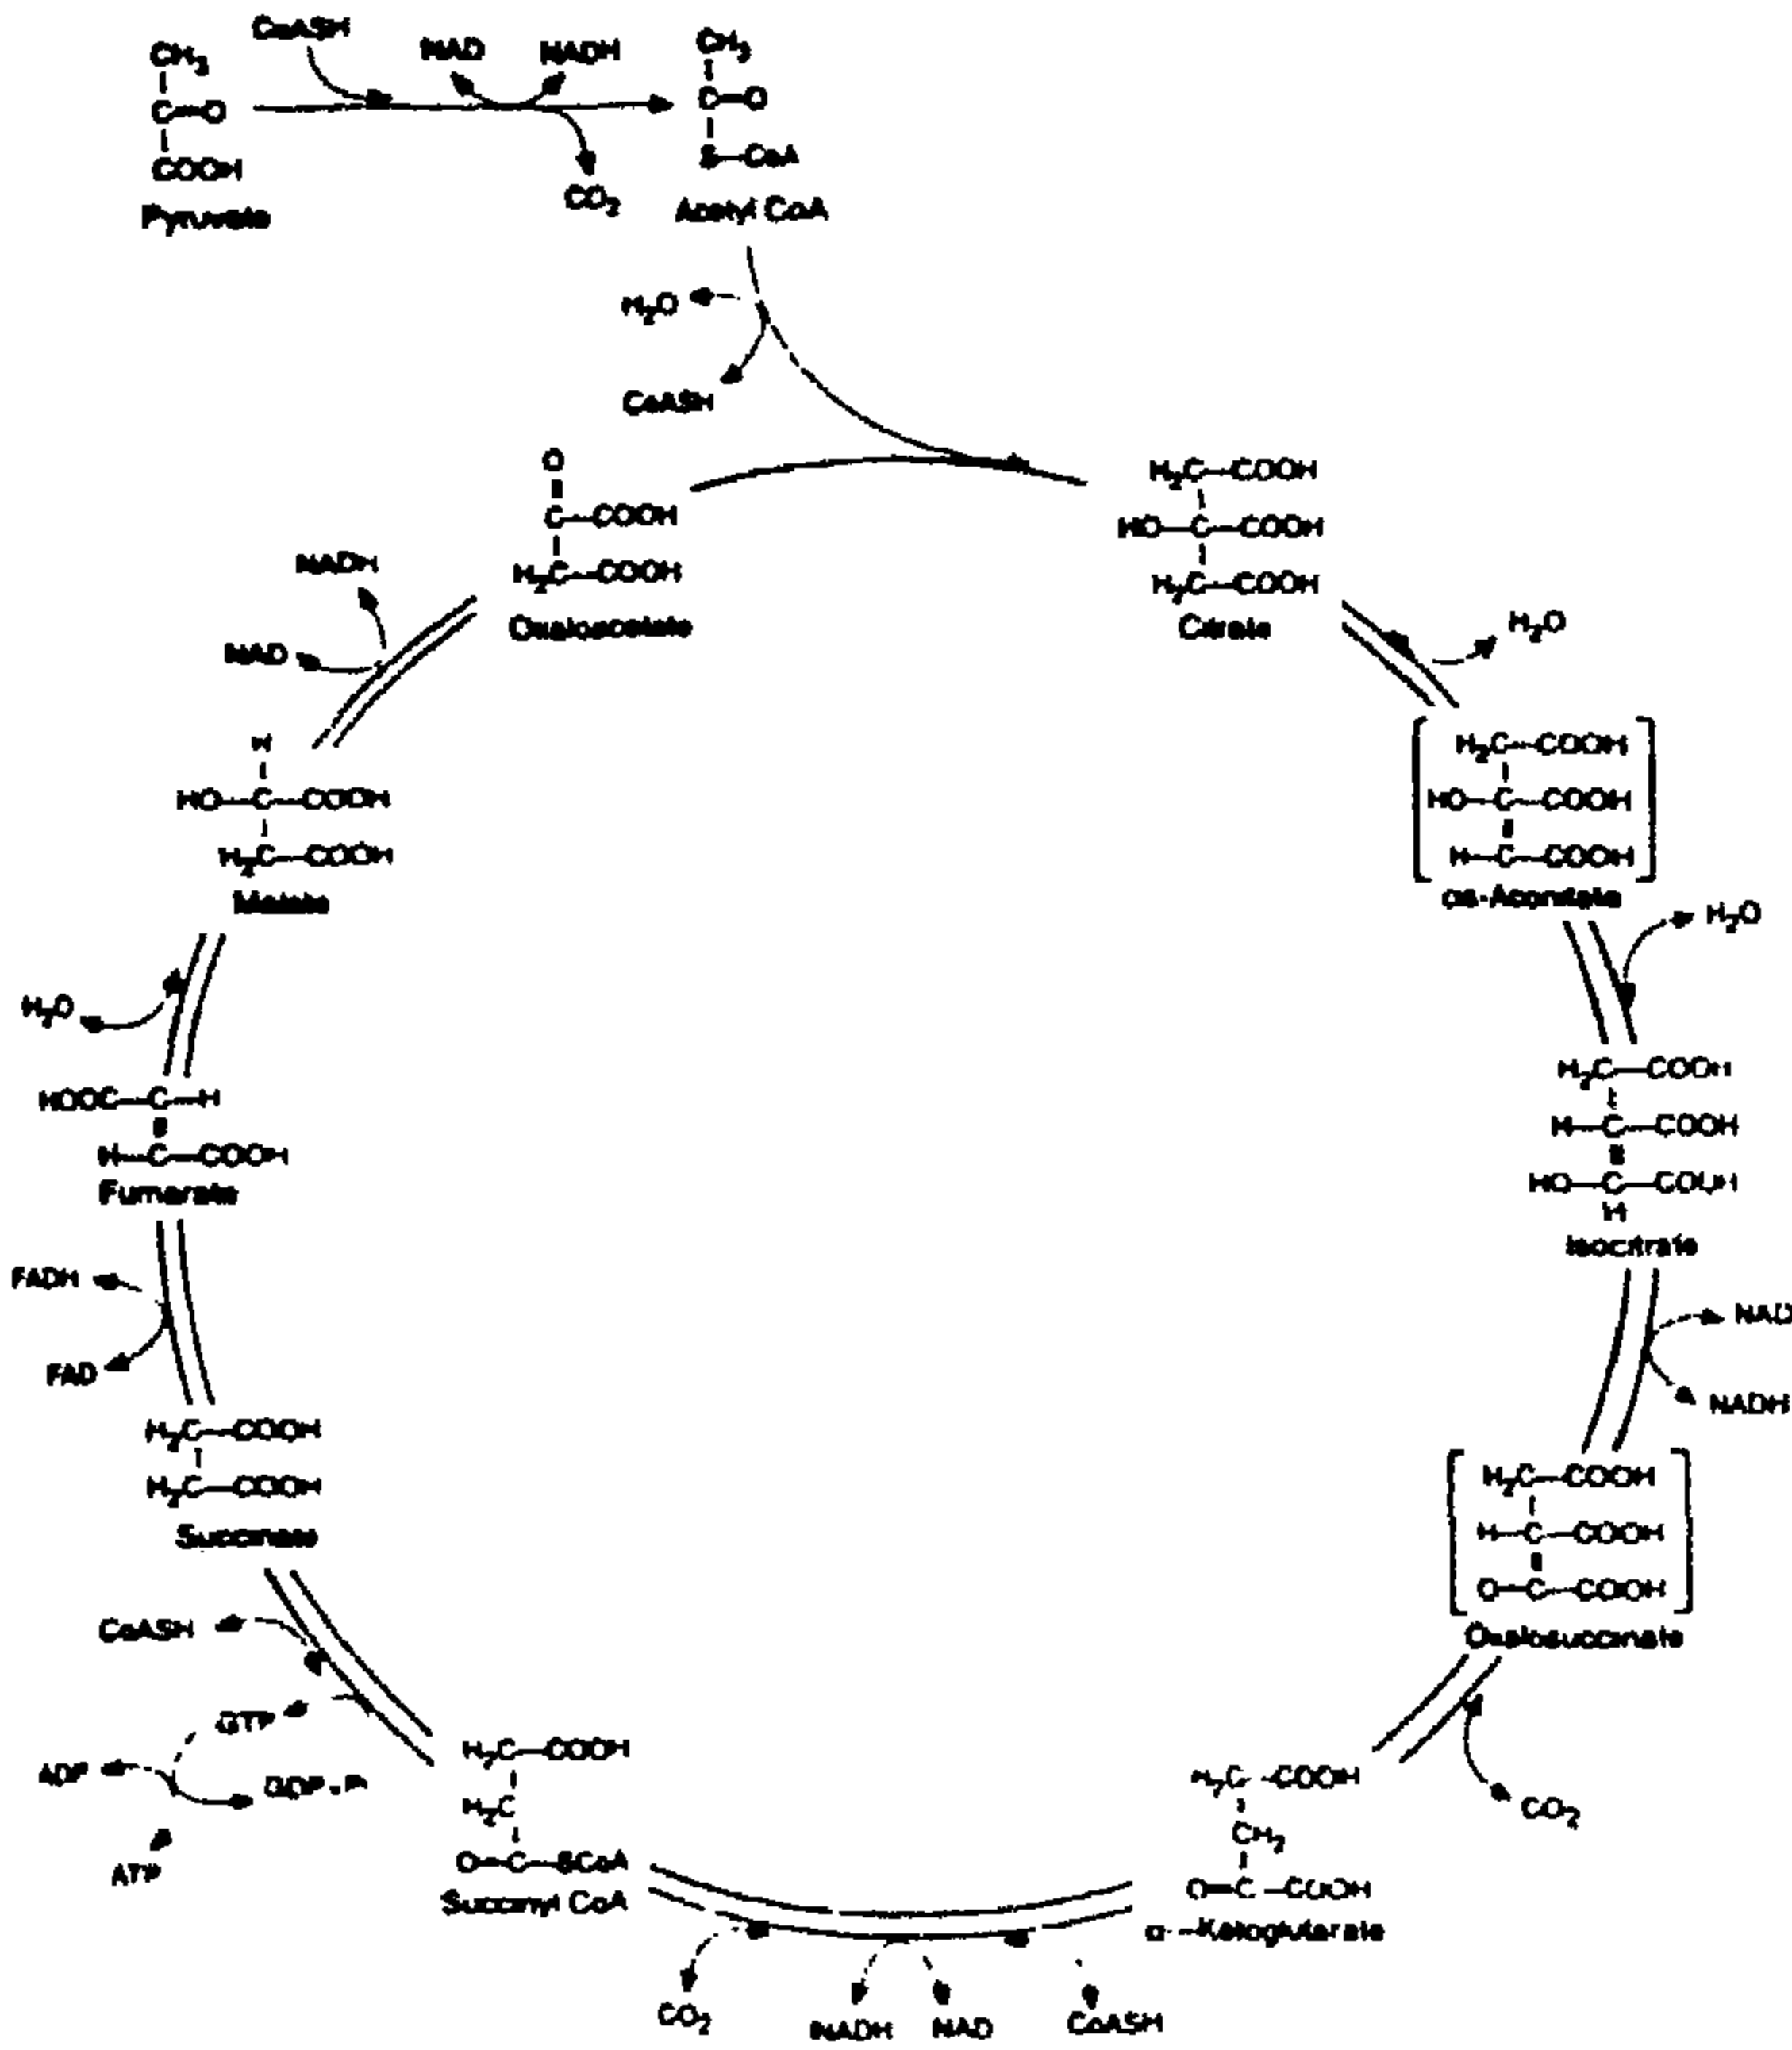 CoASH
NAD NADH
CH3
C=O
COOH
Pyruvate
CO2
CH3
C=O
S—CoA
Acetyl CoA
H2O
CoASH
O
C—COOH
H2C—COOH
Oxaloacetate
H2C—COOH
HO—C—COOH
H2C—COOH
Citrate
H2O
NADH
NAD
H2C—COOH
HO—C—COOH
H—C—COOH
cis-Aconitate
H2O
H
HO—C—COOH
H2C—COOH
Malate
H2O
H2C—COOH
H—C—COOH
HO—C—COOH
H
Isocitrate
HOOC—C—H
H—C—COOH
Fumarate
NAD
NADH
FADH
FAD
H2C—COOH
H—C—COOH
O—C—COOH
Oxalosuccinate
H2C—COOH
H2C—COOH
Succinate
CO2
CoASH
GTP
ADP
GDP+Pi
ATP
H2C—COOH
CH2
O=C—COOH
α-Ketoglutarate
H2C—COOH
H2C
O=C—SCoA
Succinyl CoA
CO2 NADH NAD CoASH